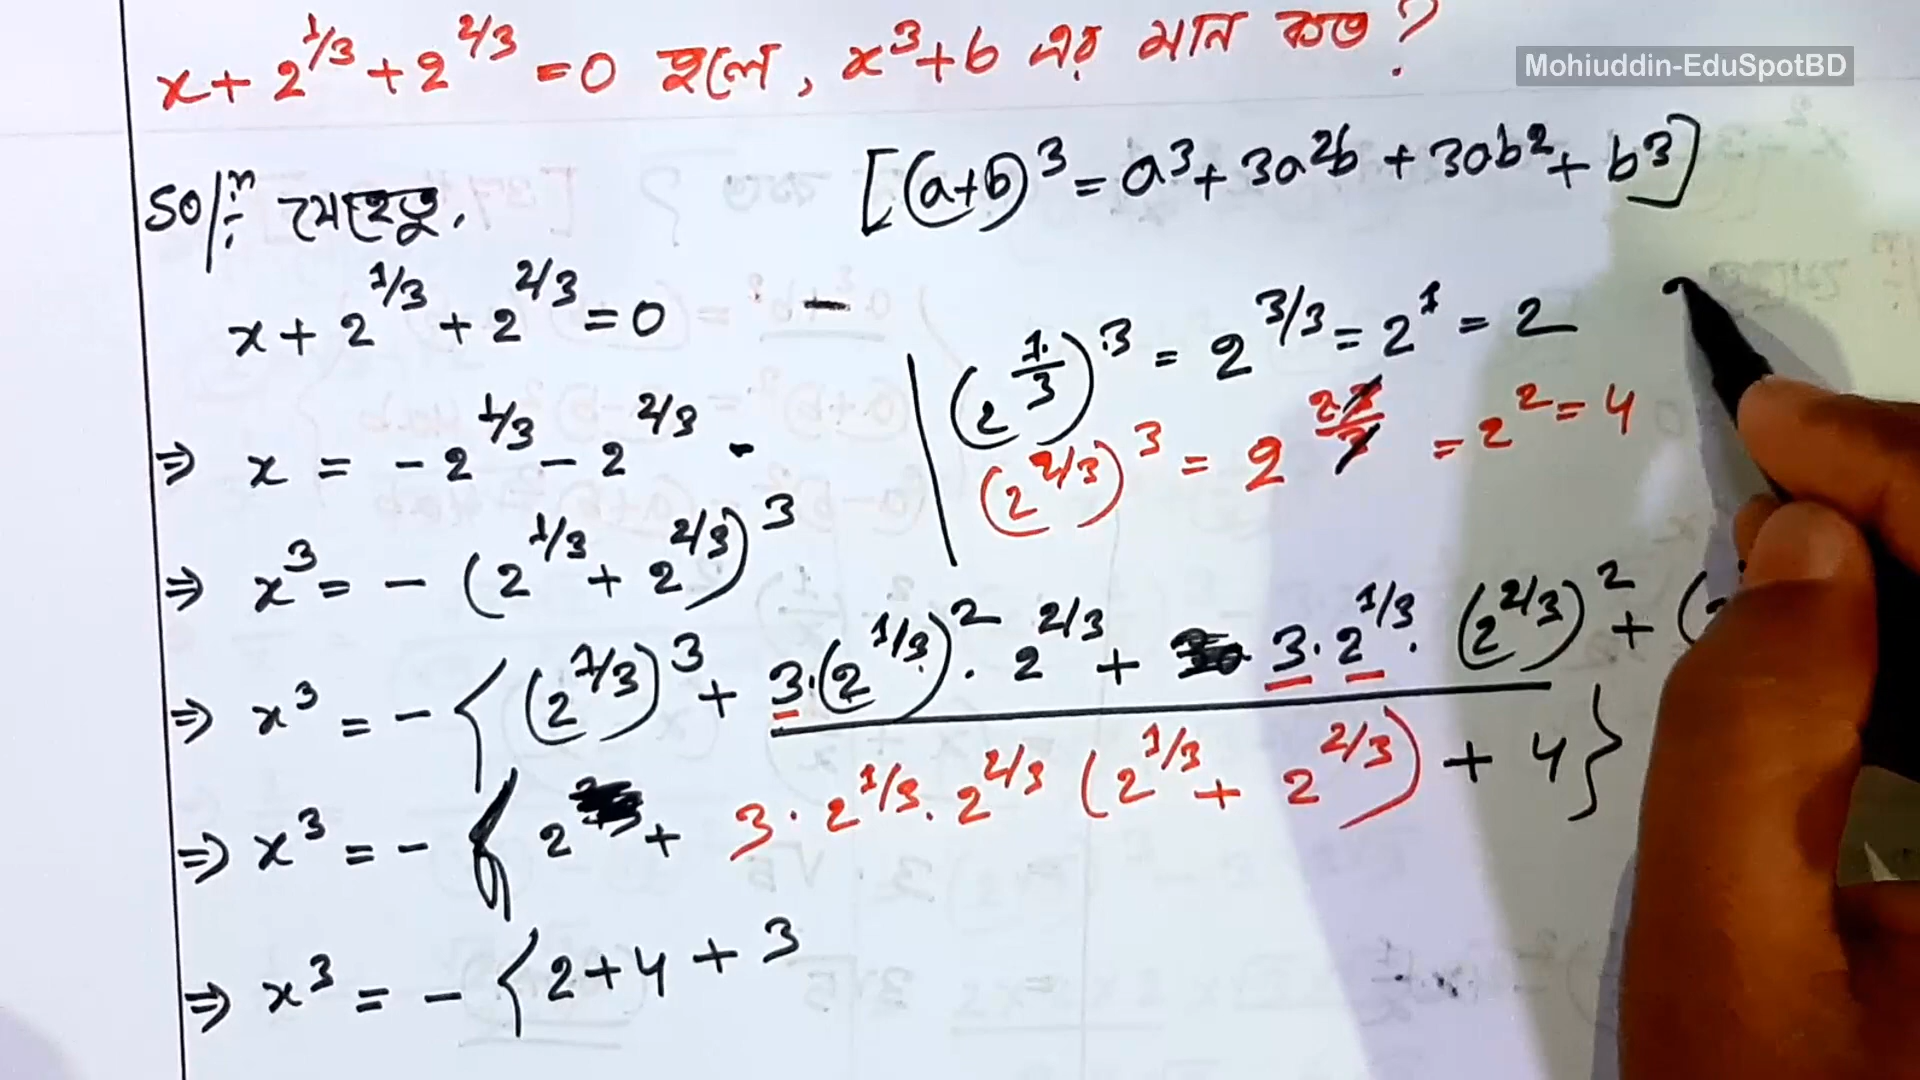 x + 2^{1/3} + 2^{2/3} = 0 হলে, x³+6 এর মান কত?
Mohiuddin-EduSpotBD
[(a+b)³ = a³ + 3a²b + 3ab² + b³]
Solⁿ: যেহেতু,
x + 2^{1/3} + 2^{2/3} = 0
(2^{1/3})^{3} = 2^{3/3} = 2^{1} = 2
⇒ x = - 2^{1/3} - 2^{2/3}
(2^{2/3})^{3} = 2 = 2^{2} = 4
⇒ x³ = - (2^{1/3} + 2^{2/3})^{3}
⇒ x³ = - { (2^{1/3})^{3} + 3·(2^{1/3})^{2} · 2^{2/3} + 3·2^{1/3} · (2^{2/3})^{2} + (
⇒ x³ = - { 2 + 3 · 2^{1/3} · 2^{2/3} (2^{1/3} + 2^{2/3}) + 4 }
⇒ x³ = - { 2 + 4 + 3